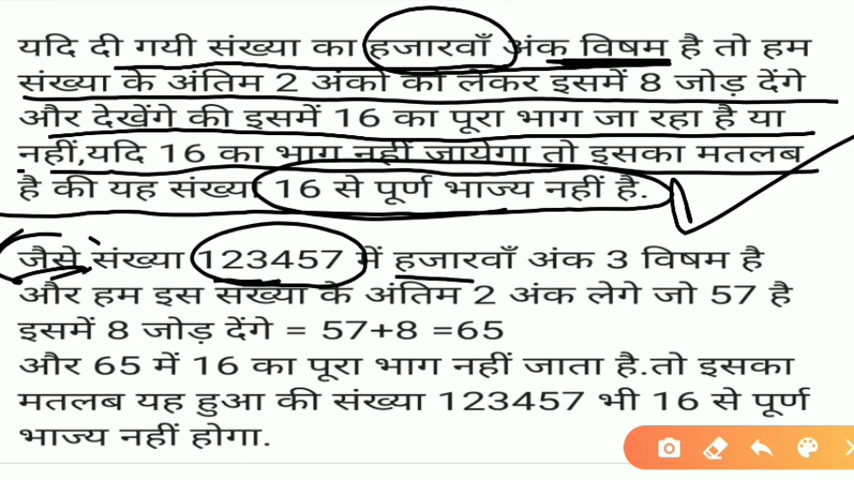 यदि दी गयी संख्या का हजारवाँ अंक विषम है तो हम
संख्या के अंतिम 2 अंको को लेकर इसमें 8 जोड़ देंगे
और देखेंगे की इसमें 16 का पूरा भाग जा रहा है या
नहीं,यदि 16 का भाग नहीं जायेगा तो इसका मतलब
है की यह संख्या 16 से पूर्ण भाज्य नहीं है.
जैसे संख्या 123457 में हजारवाँ अंक 3 विषम है
और हम इस संख्या के अंतिम 2 अंक लेगे जो 57 है
इसमें 8 जोड़ देंगे = 57+8 =65
और 65 में 16 का पूरा भाग नहीं जाता है.तो इसका
मतलब यह हुआ की संख्या 123457 भी 16 से पूर्ण
भाज्य नहीं होगा.